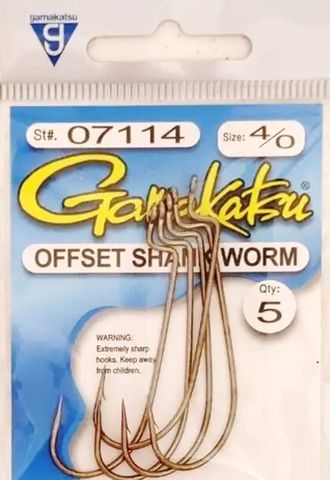 gamakatsu
g
St#. 07114
Size: 4/0
Gamakatsu®
OFFSET SHANK WORM
Qty:
5
WARNING:
Extremely sharp
hooks. Keep away
from children.